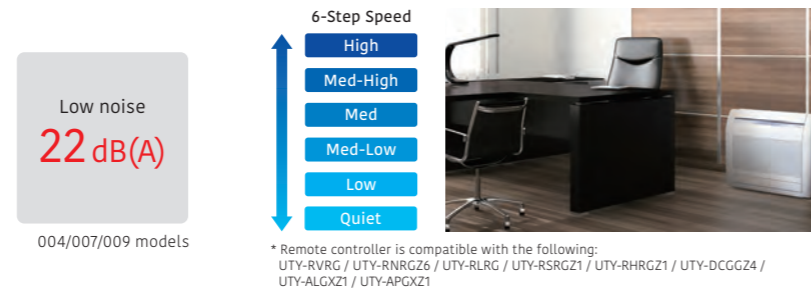 Low noise
22 dB(A)
004/007/009 models
6-Step Speed
High
Med-High
Med
Med-Low
Low
Quiet
* Remote controller is compatible with the following:
UTY-RVRG / UTY-RNRGZ6 / UTY-RLRG / UTY-RSRGZ1 / UTY-RHRGZ1 / UTY-DCGGZ4 /
UTY-ALGXZ1 / UTY-APGXZ1